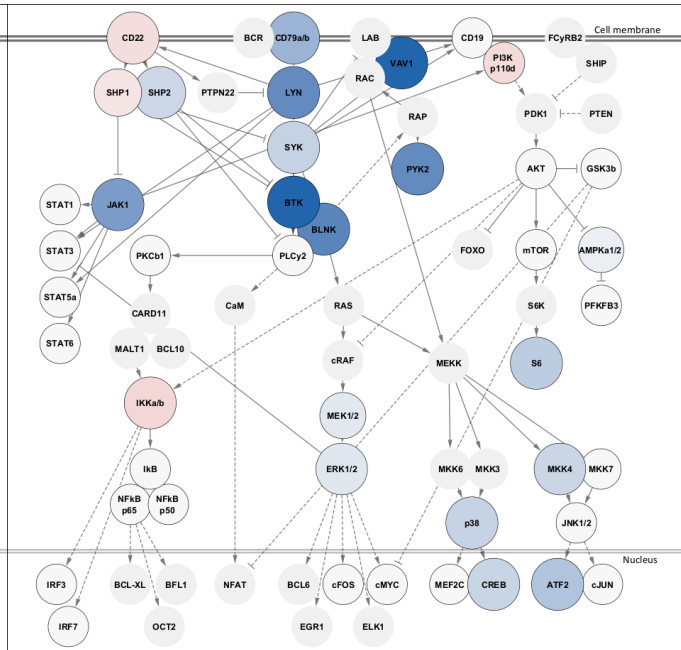 Cell membrane
CD22
BCR
CD79a/b
LAB
CD19
FCyRB2
VAV1
PI3K
p110d
SHIP
RAC
SHP1
SHP2
PTPN22
LYN
RAP
PDK1
PTEN
SYK
PYK2
AKT
GSK3b
STAT1
JAK1
BTK
BLNK
STAT3
PKCb1
PLCy2
FOXO
mTOR
AMPKa1/2
STAT5a
CARD11
CaM
RAS
S6K
PFKFB3
STAT6
MALT1
BCL10
cRAF
MEKK
S6
IKKa/b
MEK1/2
IkB
ERK1/2
MKK6
MKK3
MKK4
MKK7
NFkB
p65
NFkB
p50
p38
JNK1/2
Nucleus
IRF3
BCL-XL
BFL1
NFAT
BCL6
cFOS
cMYC
MEF2C
CREB
ATF2
cJUN
IRF7
OCT2
EGR1
ELK1